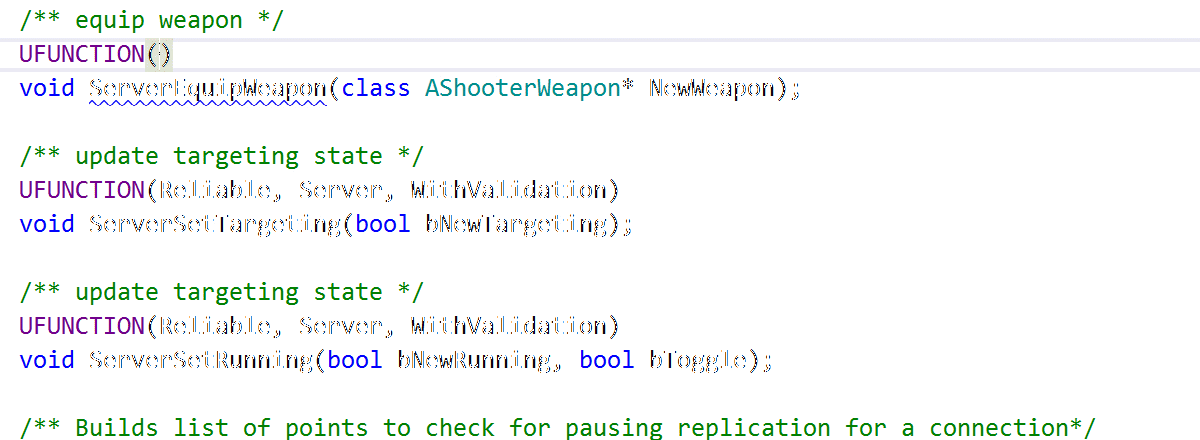 /** equip weapon */
UFUNCTION()
void ServerEquipWeapon(class AShooterWeapon* NewWeapon);
/** update targeting state */
UFUNCTION(Reliable, Server, WithValidation)
void ServerSetTargeting(bool bNewTargeting);
/** update targeting state */
UFUNCTION(Reliable, Server, WithValidation)
void ServerSetRunning(bool bNewRunning, bool bToggle);
/** Builds list of points to check for pausing replication for a connection*/